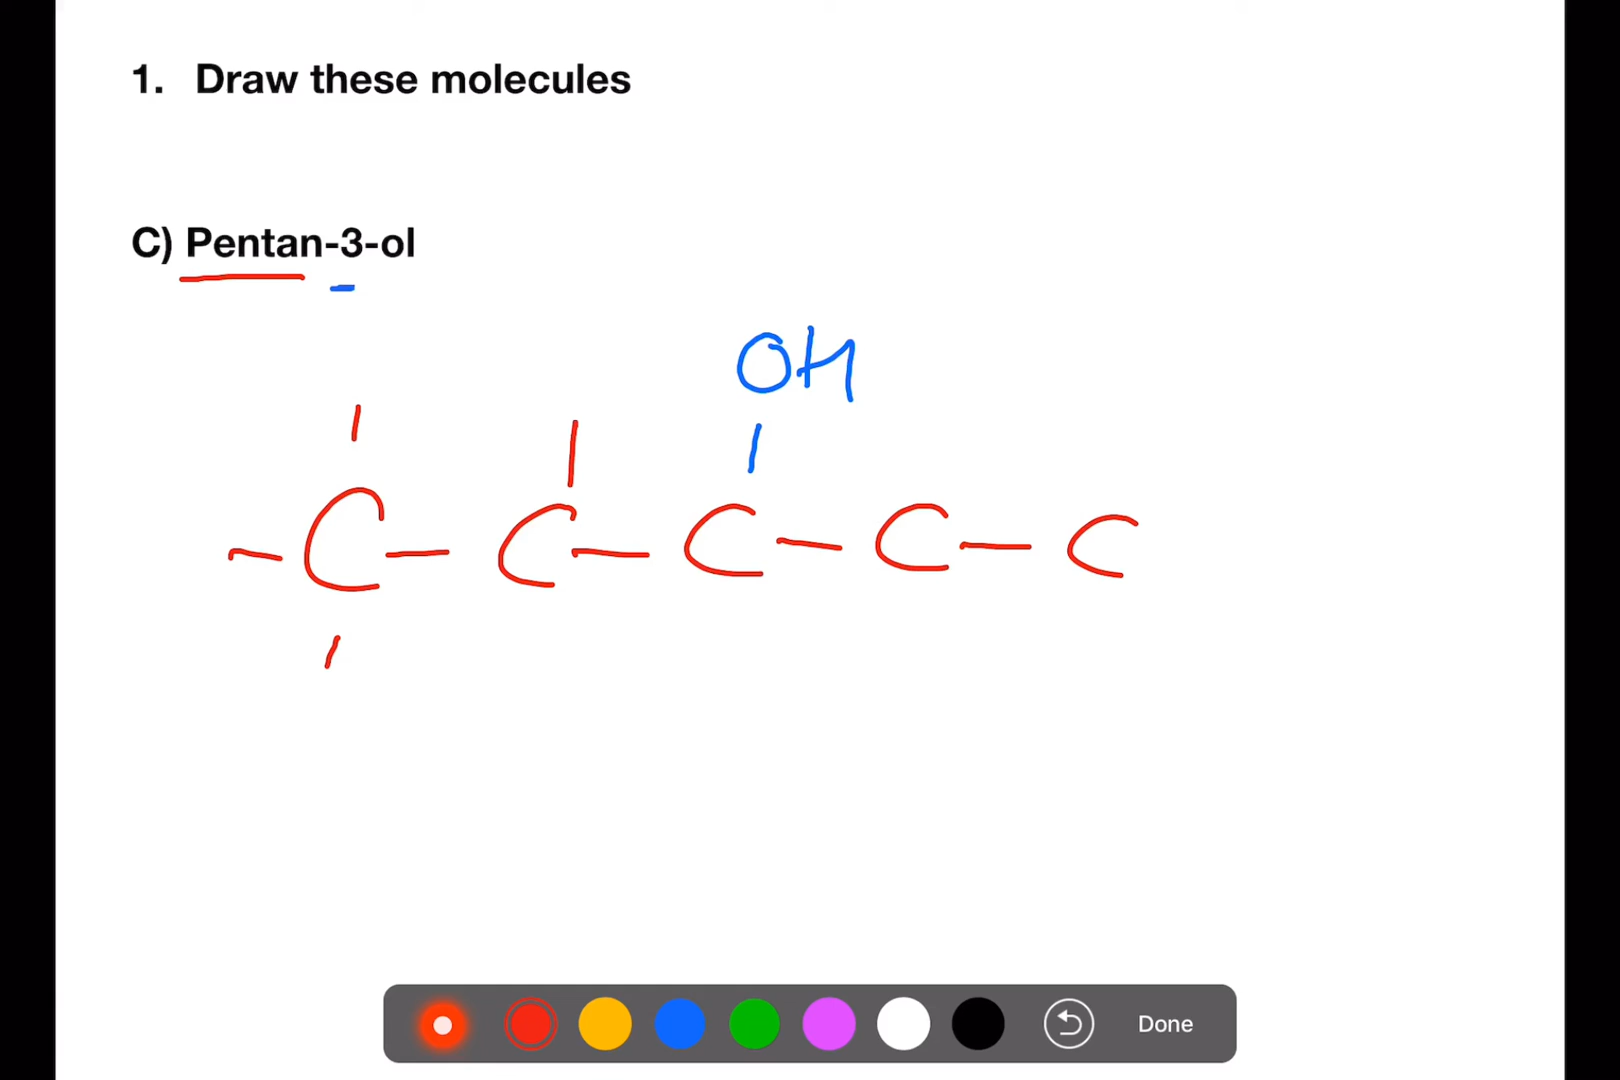 1. Draw these molecules
C) Pentan-3-ol
OH
C - C - C - C - C
Done